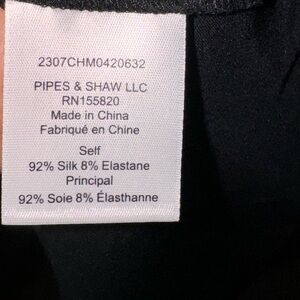 2307CHM0420632
PIPES & SHAW LLC
RN155820
Made in China
Fabriqué en Chine
Self
92% Silk 8% Elastane
Principal
92% Soie 8% Élasthanne